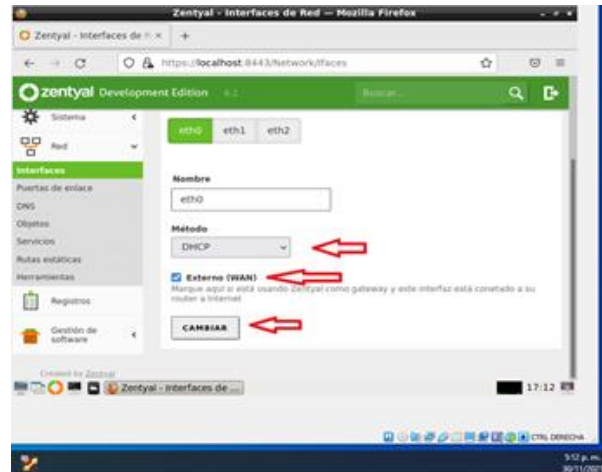 Zentyal - Interfaces de Red — Mozilla Firefox
Zentyal - Interfaces de
https://localhost:8443/Network/Ifaces
zentyal Development Edition
Buscar...
Sistema
Red
Interfaces
Puertas de enlace
DNS
Objetos
Servicios
Rutas estáticas
Herramientas
Registros
Gestión de
software
eth0 eth1 eth2
Nombre
eth0
Método
DHCP
Externo (WAN)
Marque aquí si está usando Zentyal como gateway y este interfaz está conetado a su
router a Internet
CAMBIAR
Created by Zentyal
Zentyal - Interfaces de ...
17:12
CTRL DERECHA
5:12 p. m.